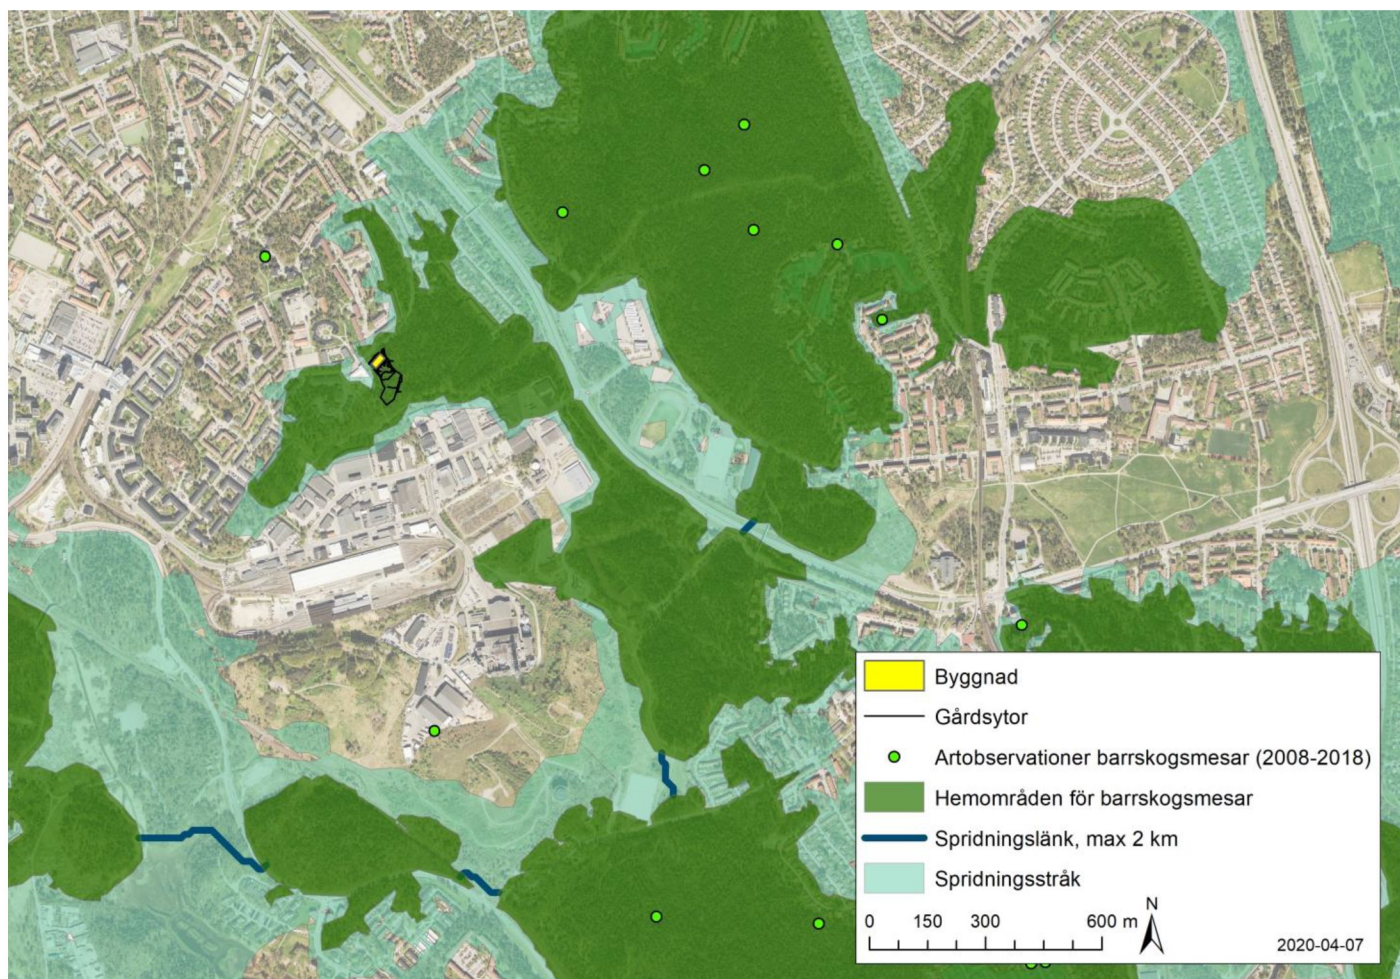 Byggnad
Gårdsytor
Artobservationer barrskogsmesar (2008-2018)
Hemområden för barrskogsmesar
Spridningslänk, max 2 km
Spridningsstråk
0 150 300 600 m
N
2020-04-07